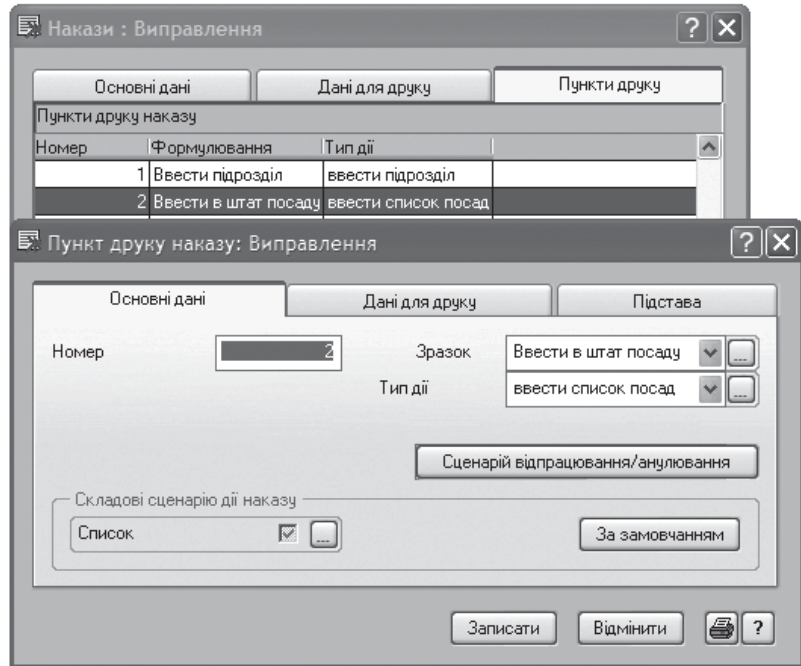 Накази : Виправлення
? X
Основні дані Дані для друку Пункти друку
Пункти друку наказу
Номер Формулювання Тип дії
1 Ввести підрозділ ввести підрозділ
2 Ввести в штат посаду ввести список посад
Пункт друку наказу: Виправлення
? X
Основні дані Дані для друку Підстава
Номер 2 Зразок Ввести в штат посаду ...
Тип дії ввести список посад ...
Сценарій відпрацювання/анулювання
Складові сценарію дії наказу
Список ... За замовчанням
Записати Відмінити ?